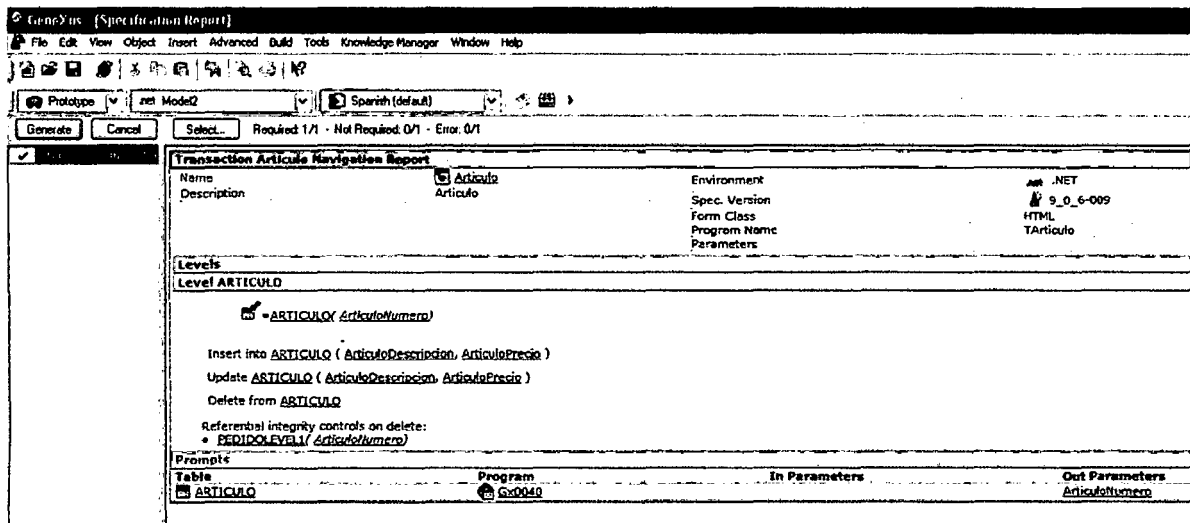 GeneXus - [Specification Report]
File Edit View Object Insert Advanced Build Tools Knowledge Manager Window Help
Prototype .net Model2 Spanish (default)
Generate Cancel Select... Required: 1/1 - Not Required: 0/1 - Error: 0/1
Transaction Articulo Navigation Report
Name Articulo Environment .NET
Description Articulo Spec. Version 9_0_6-009
Form Class HTML
Program Name TArticulo
Parameters
Levels
Level ARTICULO
=ARTICULO( ArticuloNumero)
Insert into ARTICULO ( ArticuloDescripcion, ArticuloPrecio )
Update ARTICULO ( ArticuloDescripcion, ArticuloPrecio )
Delete from ARTICULO
Referential integrity controls on delete:
• PEDIDOLEVEL1( ArticuloNumero)
Prompts
Table Program In Parameters Out Parameters
ARTICULO Gx0040 ArticuloNumero